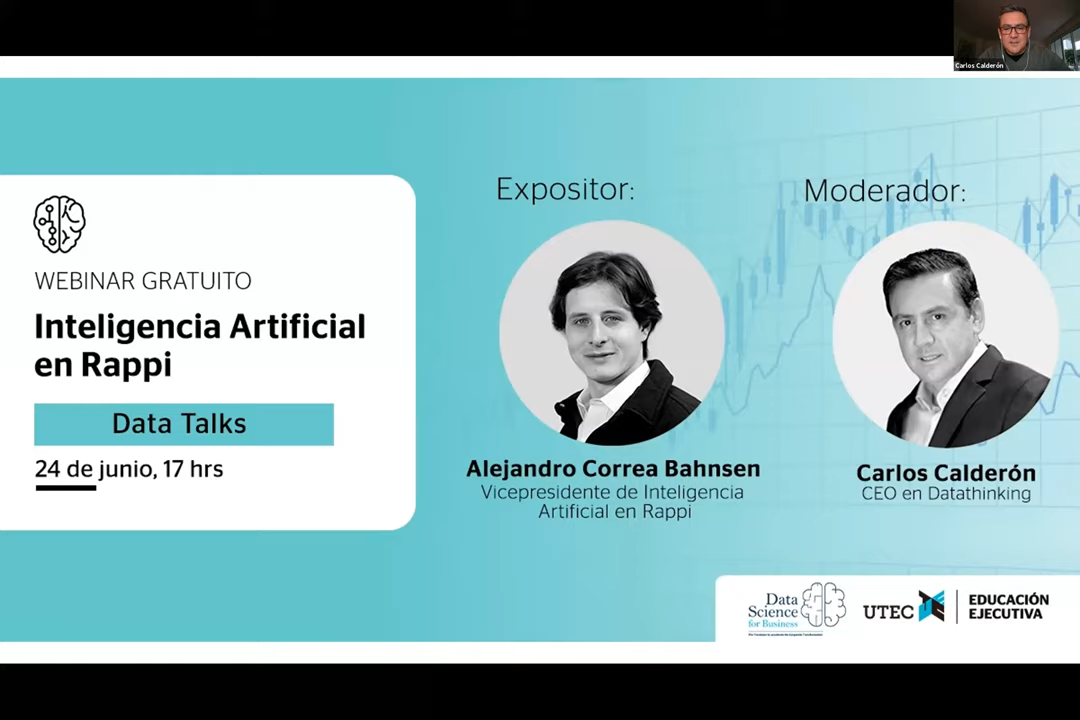 Carlos Calderón
WEBINAR GRATUITO
Inteligencia Artificial
en Rappi
Data Talks
24 de junio, 17 hrs
Expositor:
Alejandro Correa Bahnsen
Vicepresidente de Inteligencia
Artificial en Rappi
Moderador:
Carlos Calderón
CEO en Datathinking
Data
Science
for Business
UTEC
EDUCACIÓN
EJECUTIVA